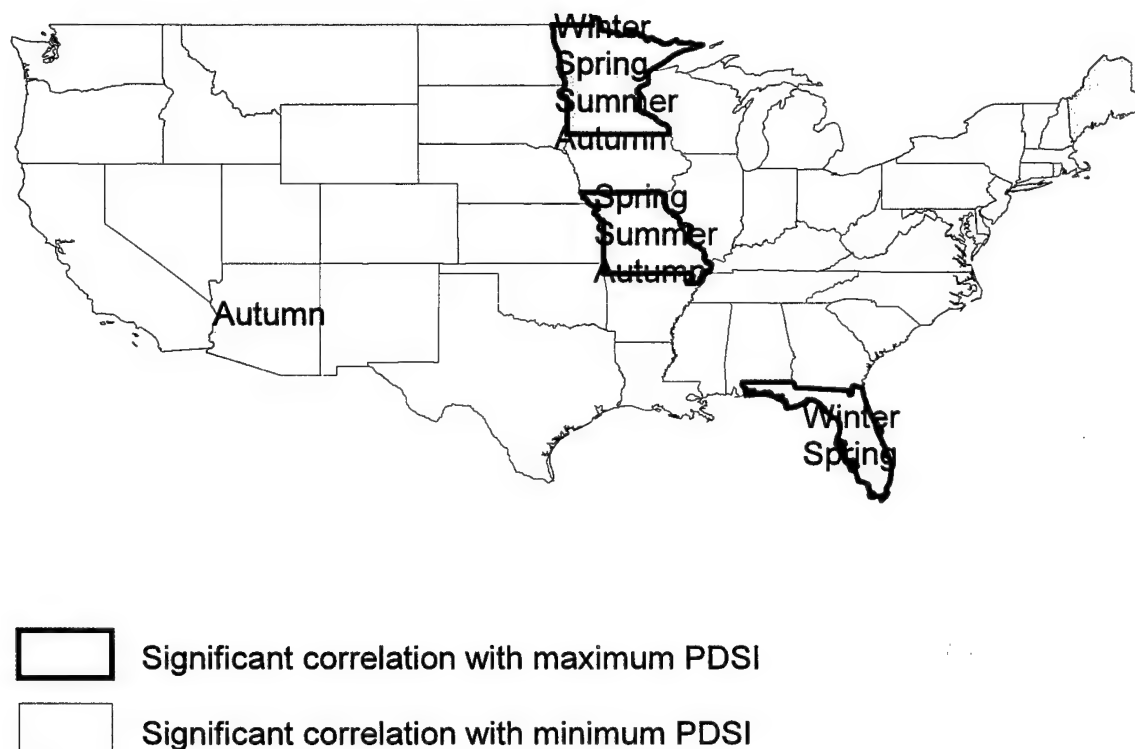 Winter
Spring
Summer
Autumn
Spring
Summer
Autumn
Autumn
Winter
Spring
Significant correlation with maximum PDSI
Significant correlation with minimum PDSI